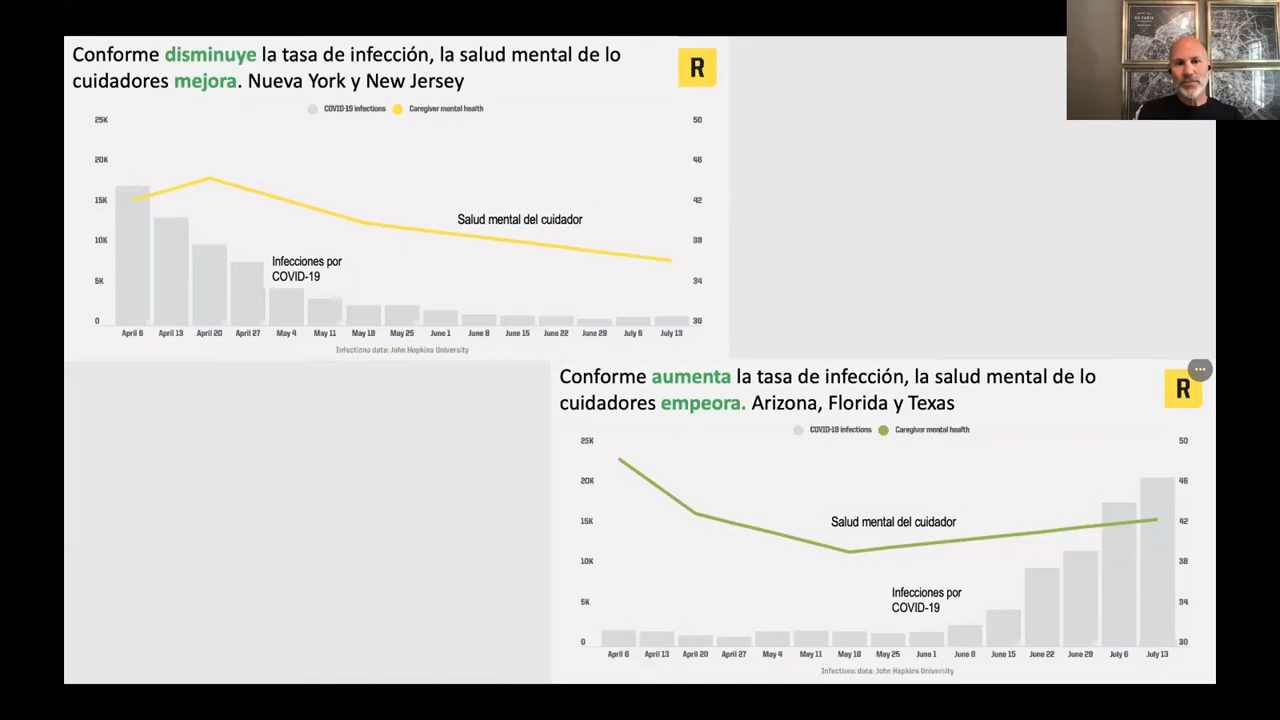 Conforme disminuye la tasa de infección, la salud mental de lo
cuidadores mejora. Nueva York y New Jersey
R
COVID-19 infections
Caregiver mental health
25K
20K
15K
10K
5K
0
50
46
42
38
34
30
Salud mental del cuidador
Infecciones por
COVID-19
April 6 April 13 April 20 April 27 May 4 May 11 May 18 May 25 June 1 June 8 June 15 June 22 June 29 July 6 July 13
Infections data: John Hopkins University
Conforme aumenta la tasa de infección, la salud mental de lo
cuidadores empeora. Arizona, Florida y Texas
R
COVID-19 infections
Caregiver mental health
25K
20K
15K
10K
5K
0
50
46
42
38
34
30
Salud mental del cuidador
Infecciones por
COVID-19
April 6 April 13 April 20 April 27 May 4 May 11 May 18 May 25 June 1 June 8 June 15 June 22 June 29 July 6 July 13
Infections data: John Hopkins University